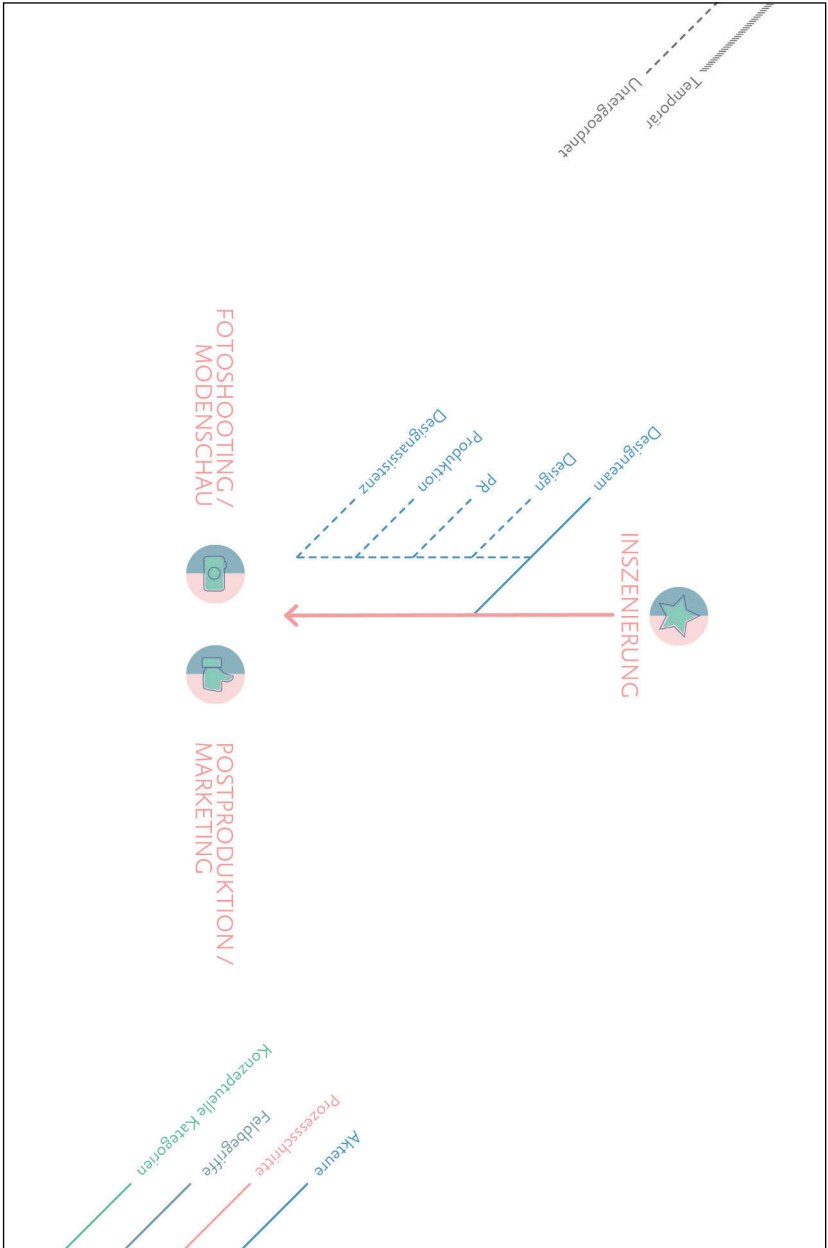 Untergeordnet
Temporär
INSZENIERUNG
Designteam
Design
PR
Produktion
Designassistenz
FOTOSHOOTING /
MODENSCHAU
POSTPRODUKTION /
MARKETING
Akteure
Prozessschritte
Feldbegriffe
Konzeptuelle Kategorien